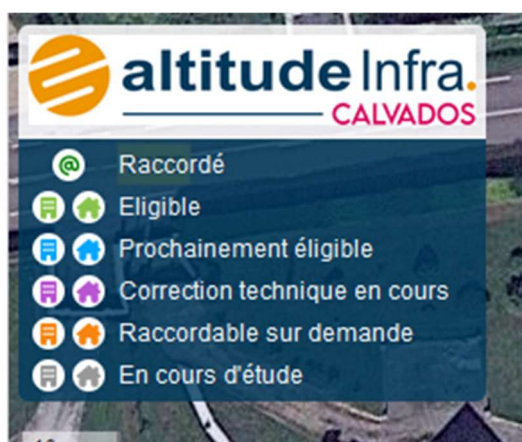 altitude Infra.
CALVADOS
@ Raccordé
Eligible
Prochainement éligible
Correction technique en cours
Raccordable sur demande
En cours d'étude